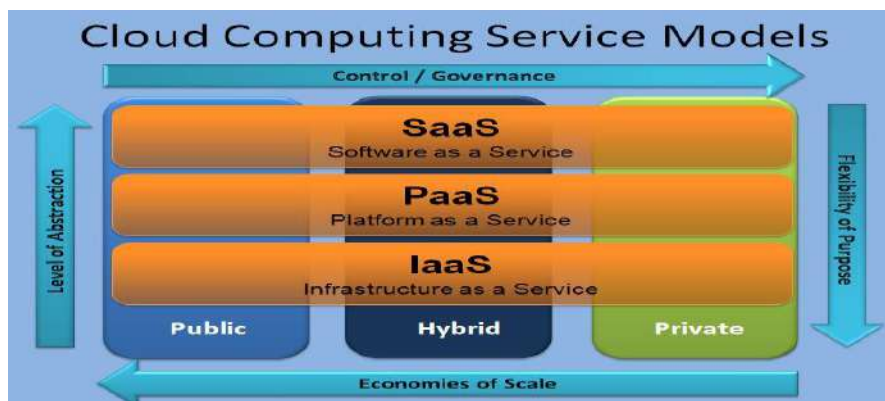 Cloud Computing Service Models
Control / Governance
Level of Abstraction
SaaS
Software as a Service
PaaS
Platform as a Service
IaaS
Infrastructure as a Service
Public
Hybrid
Private
Flexibility of Purpose
Economies of Scale